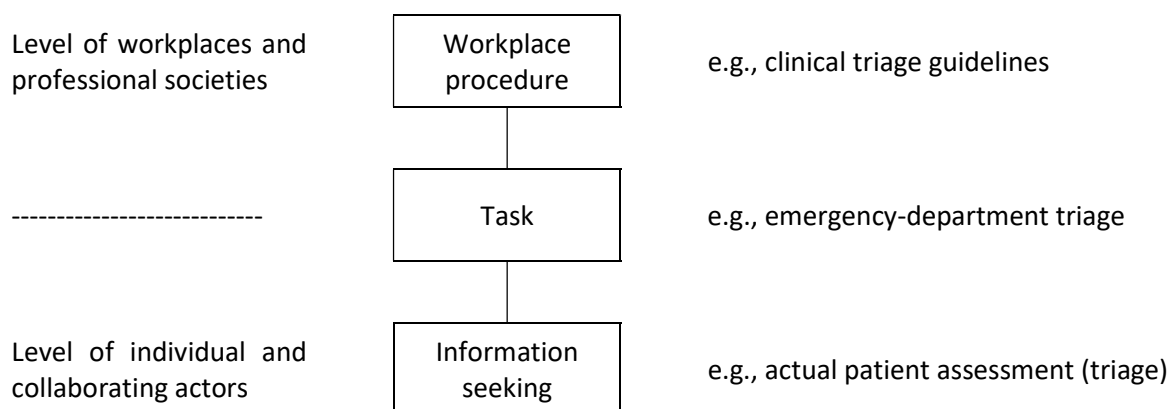 Level of workplaces and
professional societies
Workplace
procedure
e.g., clinical triage guidelines
----------------------------
Task
e.g., emergency-department triage
Level of individual and
collaborating actors
Information
seeking
e.g., actual patient assessment (triage)